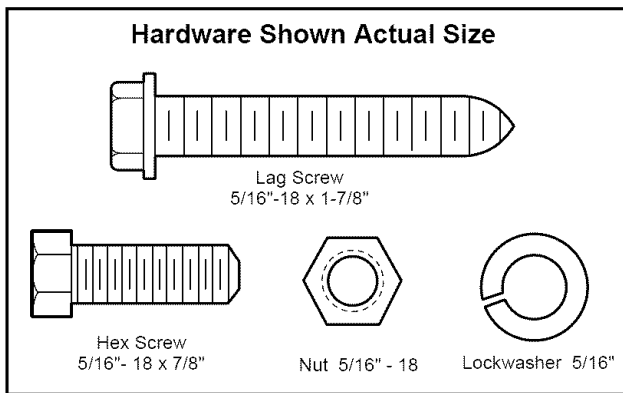 Hardware Shown Actual Size
Lag Screw
5/16"-18 x 1-7/8"
Hex Screw
5/16"- 18 x 7/8"
Nut 5/16" - 18
Lockwasher 5/16"